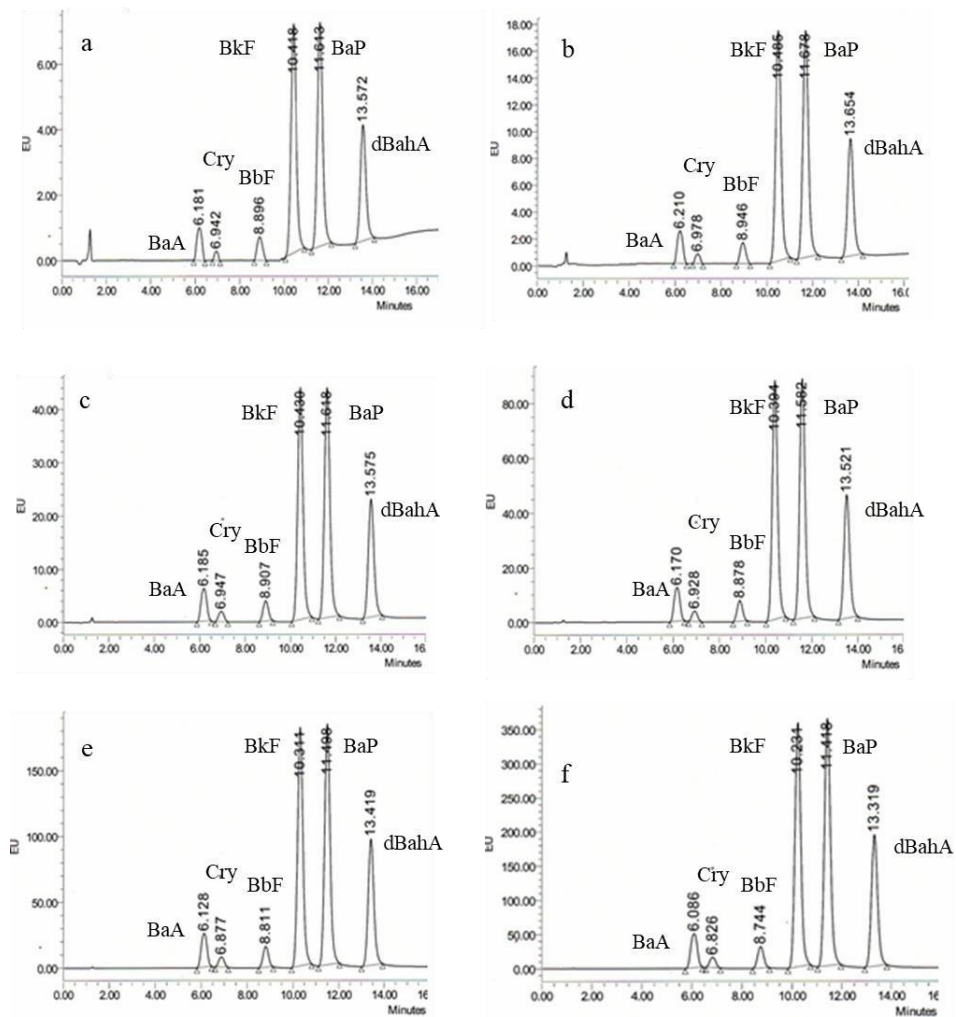 a
BkF
10.418
11.613
BaP
13.572
dBahA
Cry
BbF
BaA
6.181
6.942
8.896
EU
6.00
4.00
2.00
0.00
0.00 2.00 4.00 6.00 8.00 10.00 12.00 14.00 16.00
Minutes
b
BkF
10.485
11.678
BaP
13.654
dBahA
Cry
BbF
BaA
6.210
6.978
8.946
EU
18.00
16.00
14.00
12.00
10.00
8.00
6.00
4.00
2.00
0.00
0.00 2.00 4.00 6.00 8.00 10.00 12.00 14.00 16.0
Minutes
c
BkF
10.430
11.618
BaP
13.575
dBahA
Cry
BbF
BaA
6.185
6.947
8.907
EU
40.00
30.00
20.00
10.00
0.00
0.00 2.00 4.00 6.00 8.00 10.00 12.00 14.00 16.0
Minutes
d
BkF
10.394
11.582
BaP
13.521
dBahA
Cry
BbF
BaA
6.170
6.928
8.878
EU
80.00
60.00
40.00
20.00
0.00
0.00 2.00 4.00 6.00 8.00 10.00 12.00 14.00 16
Minutes
e
BkF
10.311
11.498
BaP
13.419
dBahA
Cry
BbF
BaA
6.128
6.877
8.811
EU
150.00
100.00
50.00
0.00
0.00 2.00 4.00 6.00 8.00 10.00 12.00 14.00 16
Minutes
f
BkF
10.231
11.418
BaP
13.319
dBahA
Cry
BbF
BaA
6.086
6.826
8.744
EU
350.00
300.00
250.00
200.00
150.00
100.00
50.00
0.00
0.00 2.00 4.00 6.00 8.00 10.00 12.00 14.00 16
Minutes